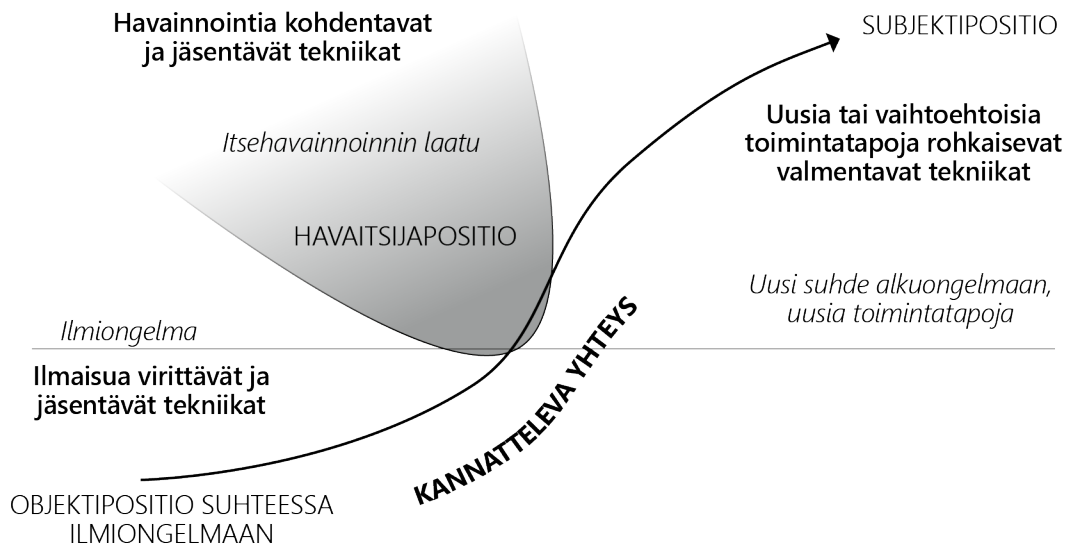 Havainnointia kohdentavat
ja jäsentävät tekniikat
SUBJEKTIPOSITIO
Uusia tai vaihtoehtoisia
toimintatapoja rohkaisevat
valmentavat tekniikat
Itsehavainnoinnin laatu
HAVAITSIJAPOSITIO
Uusi suhde alkuongelmaan,
uusia toimintatapoja
Ilmiongelma
Ilmaisua virittävät ja
jäsentävät tekniikat
KANNATTELEVA YHTEYS
OBJEKTIPOSITIO SUHTEESSA
ILMIONGELMAAN